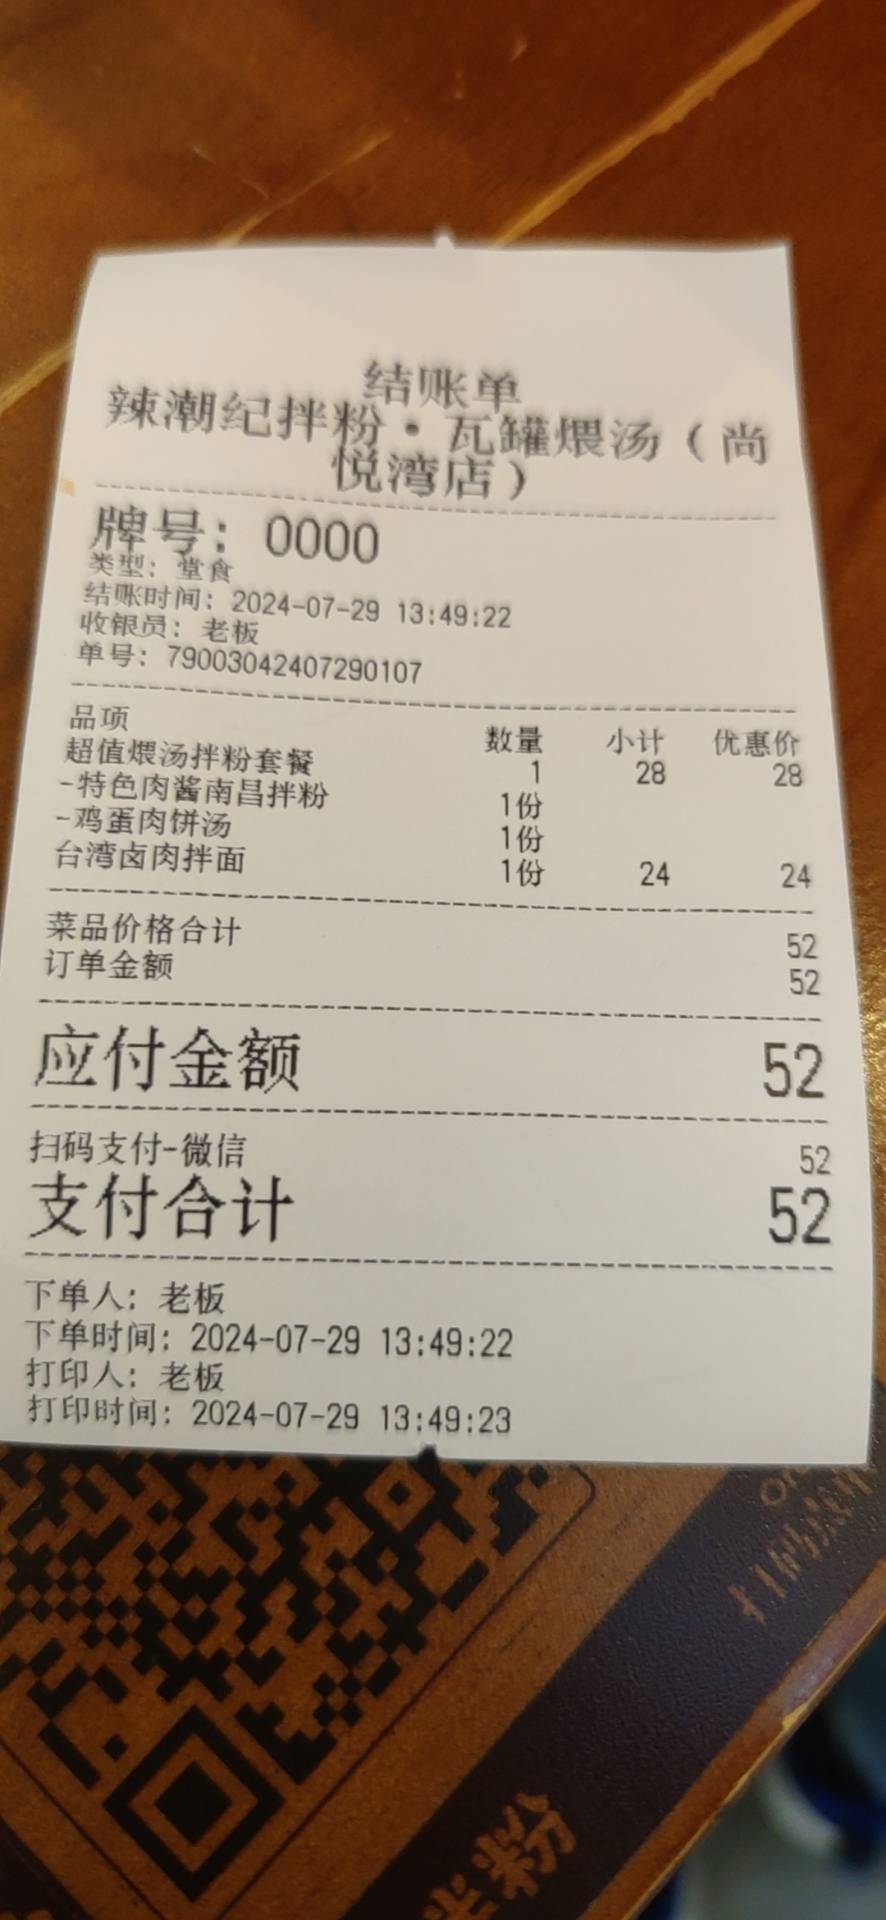 结账单
辣潮纪拌粉·瓦罐煨汤（尚
悦湾店）
牌号：0000
类型：堂食
结账时间：2024-07-29 13:49:22
收银员：老板
单号：79003042407290107
品项 数量 小计 优惠价
超值煨汤拌粉套餐 1 28 28
-特色肉酱南昌拌粉 1份
-鸡蛋肉饼汤 1份
台湾卤肉拌面 1份 24 24
菜品价格合计 52
订单金额 52
应付金额 52
扫码支付-微信 52
支付合计 52
下单人：老板
下单时间：2024-07-29 13:49:22
打印人：老板
打印时间：2024-07-29 13:49:23
拌粉